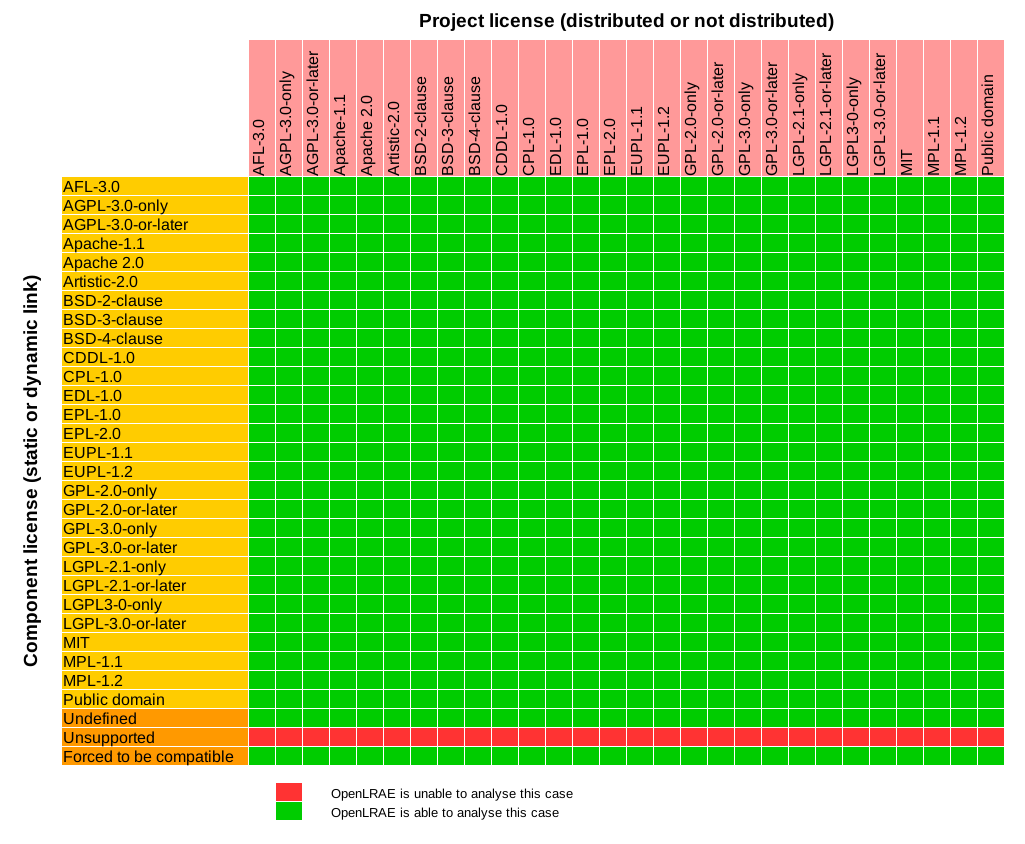 Project license (distributed or not distributed)
AFL-3.0
AGPL-3.0-only
AGPL-3.0-or-later
Apache-1.1
Apache 2.0
Artistic-2.0
BSD-2-clause
BSD-3-clause
BSD-4-clause
CDDL-1.0
CPL-1.0
EDL-1.0
EPL-1.0
EPL-2.0
EUPL-1.1
EUPL-1.2
GPL-2.0-only
GPL-2.0-or-later
GPL-3.0-only
GPL-3.0-or-later
LGPL-2.1-only
LGPL-2.1-or-later
LGPL3-0-only
LGPL-3.0-or-later
MIT
MPL-1.1
MPL-1.2
Public domain
Component license (static or dynamic link)
AFL-3.0
AGPL-3.0-only
AGPL-3.0-or-later
Apache-1.1
Apache 2.0
Artistic-2.0
BSD-2-clause
BSD-3-clause
BSD-4-clause
CDDL-1.0
CPL-1.0
EDL-1.0
EPL-1.0
EPL-2.0
EUPL-1.1
EUPL-1.2
GPL-2.0-only
GPL-2.0-or-later
GPL-3.0-only
GPL-3.0-or-later
LGPL-2.1-only
LGPL-2.1-or-later
LGPL3-0-only
LGPL-3.0-or-later
MIT
MPL-1.1
MPL-1.2
Public domain
Undefined
Unsupported
Forced to be compatible
OpenLRAE is unable to analyse this case
OpenLRAE is able to analyse this case